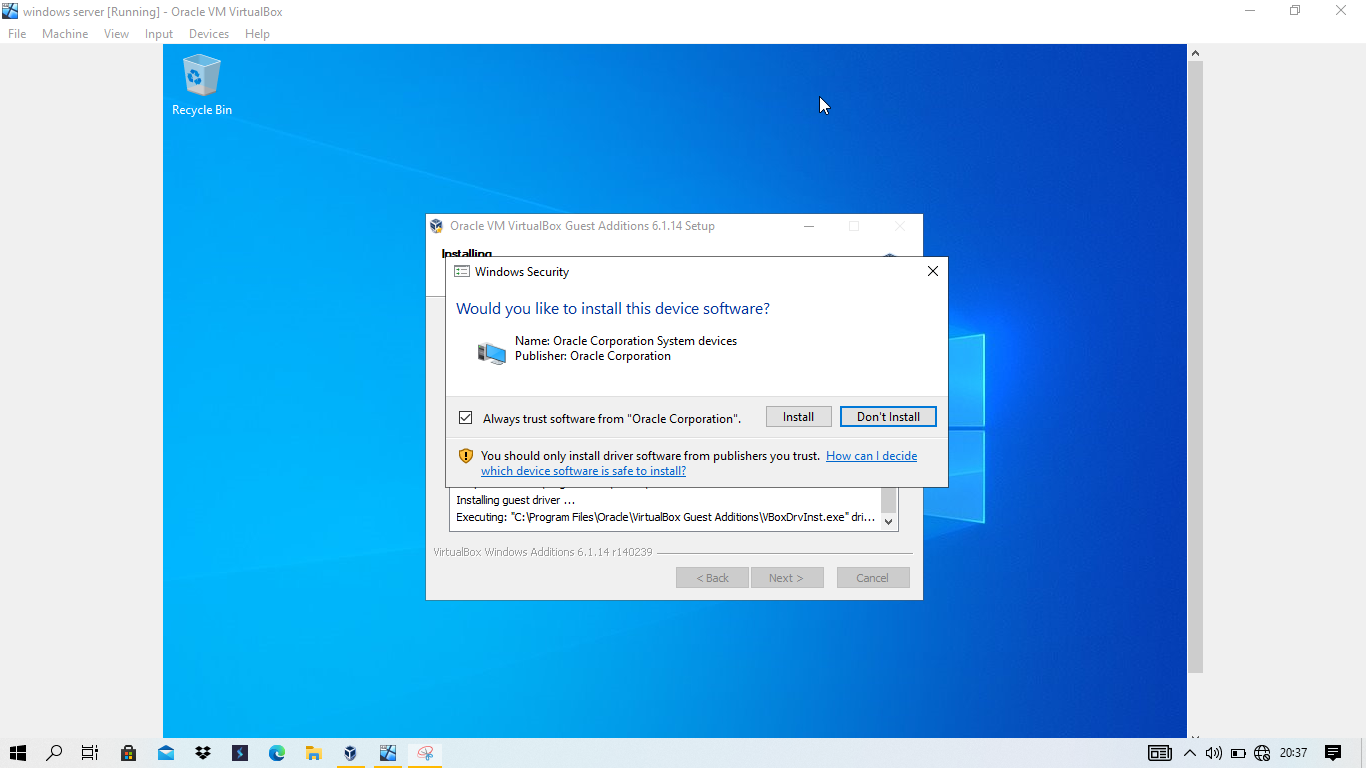 windows server [Running] - Oracle VM VirtualBox
File Machine View Input Devices Help
Recycle Bin
Oracle VM VirtualBox Guest Additions 6.1.14 Setup
Installing
Windows Security
Would you like to install this device software?
Name: Oracle Corporation System devices
Publisher: Oracle Corporation
Always trust software from "Oracle Corporation".
Install
Don't Install
You should only install driver software from publishers you trust. How can I decide
which device software is safe to install?
Installing guest driver ...
Executing: "C:\Program Files\Oracle\VirtualBox Guest Additions\VBoxDrvInst.exe" dri...
VirtualBox Windows Additions 6.1.14 r140239
< Back
Next >
Cancel
20:37